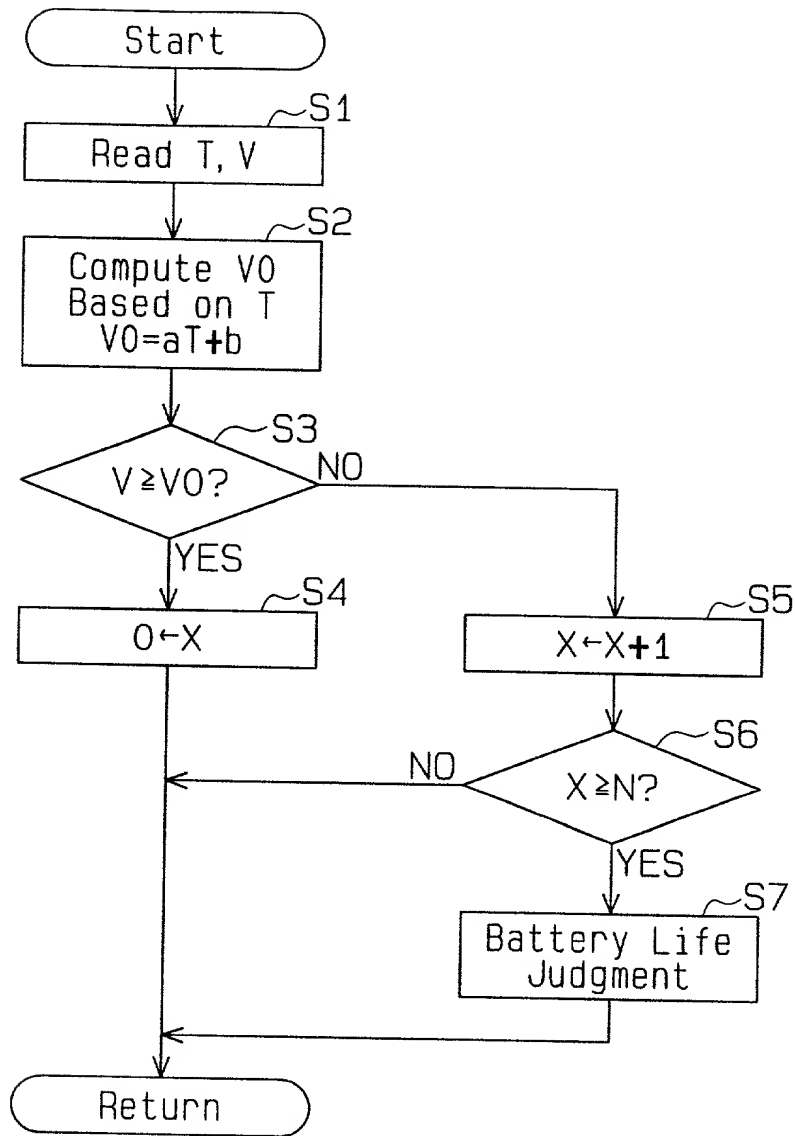 Start
S1
Read T, V
S2
Compute V0
Based on T
V0=aT+b
S3
V≧V0?
NO
YES
S4
0←X
S5
X←X+1
S6
NO
X≧N?
YES
S7
Battery Life
Judgment
Return